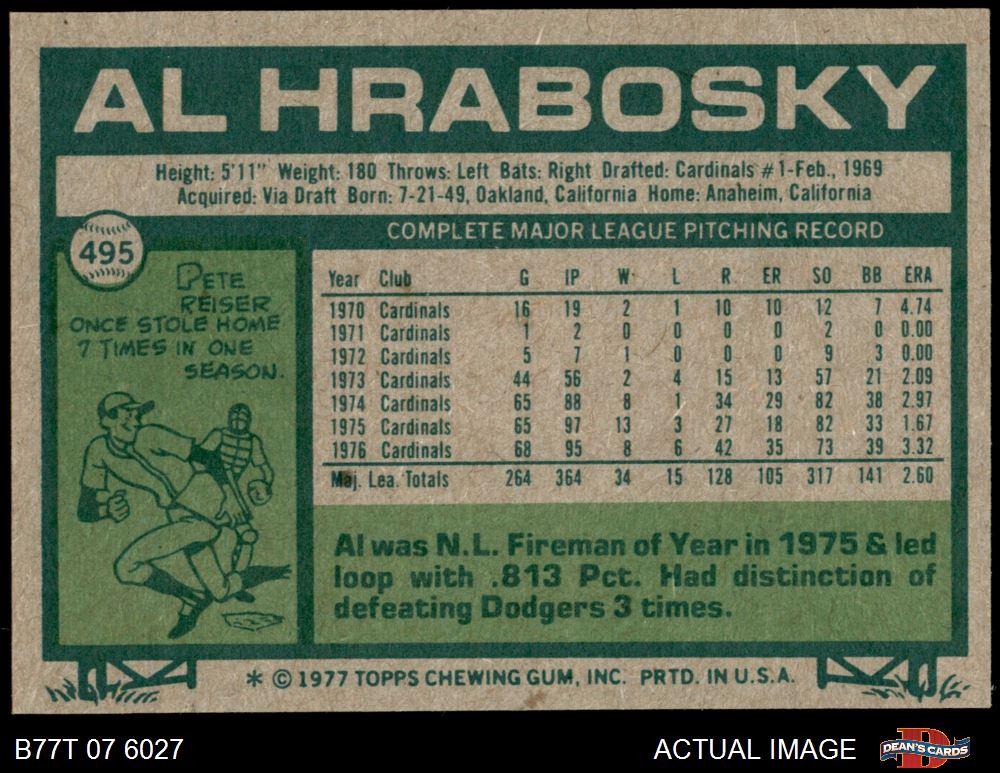 AL HRABOSKY
Height: 5'11" Weight: 180 Throws: Left Bats: Right Drafted: Cardinals #1-Feb., 1969
Acquired: Via Draft Born: 7-21-49, Oakland, California Home: Anaheim, California
495
PETE
REISER
ONCE STOLE HOME
7 TIMES IN ONE
SEASON.
COMPLETE MAJOR LEAGUE PITCHING RECORD
Year Club G IP W L R ER SO BB ERA
1970 Cardinals 16 19 2 1 10 10 12 7 4.74
1971 Cardinals 1 2 0 0 0 0 2 0 0.00
1972 Cardinals 5 7 1 0 0 0 9 3 0.00
1973 Cardinals 44 56 2 4 15 13 57 21 2.09
1974 Cardinals 65 88 8 1 34 29 82 38 2.97
1975 Cardinals 65 97 13 3 27 18 82 33 1.67
1976 Cardinals 68 95 8 6 42 35 73 39 3.32
Maj. Lea. Totals 264 364 34 15 128 105 317 141 2.60
Al was N.L. Fireman of Year in 1975 & led
loop with .813 Pct. Had distinction of
defeating Dodgers 3 times.
* © 1977 TOPPS CHEWING GUM, INC. PRTD. IN U.S.A.
B77T 07 6027
ACTUAL IMAGE
DEAN'S CARDS